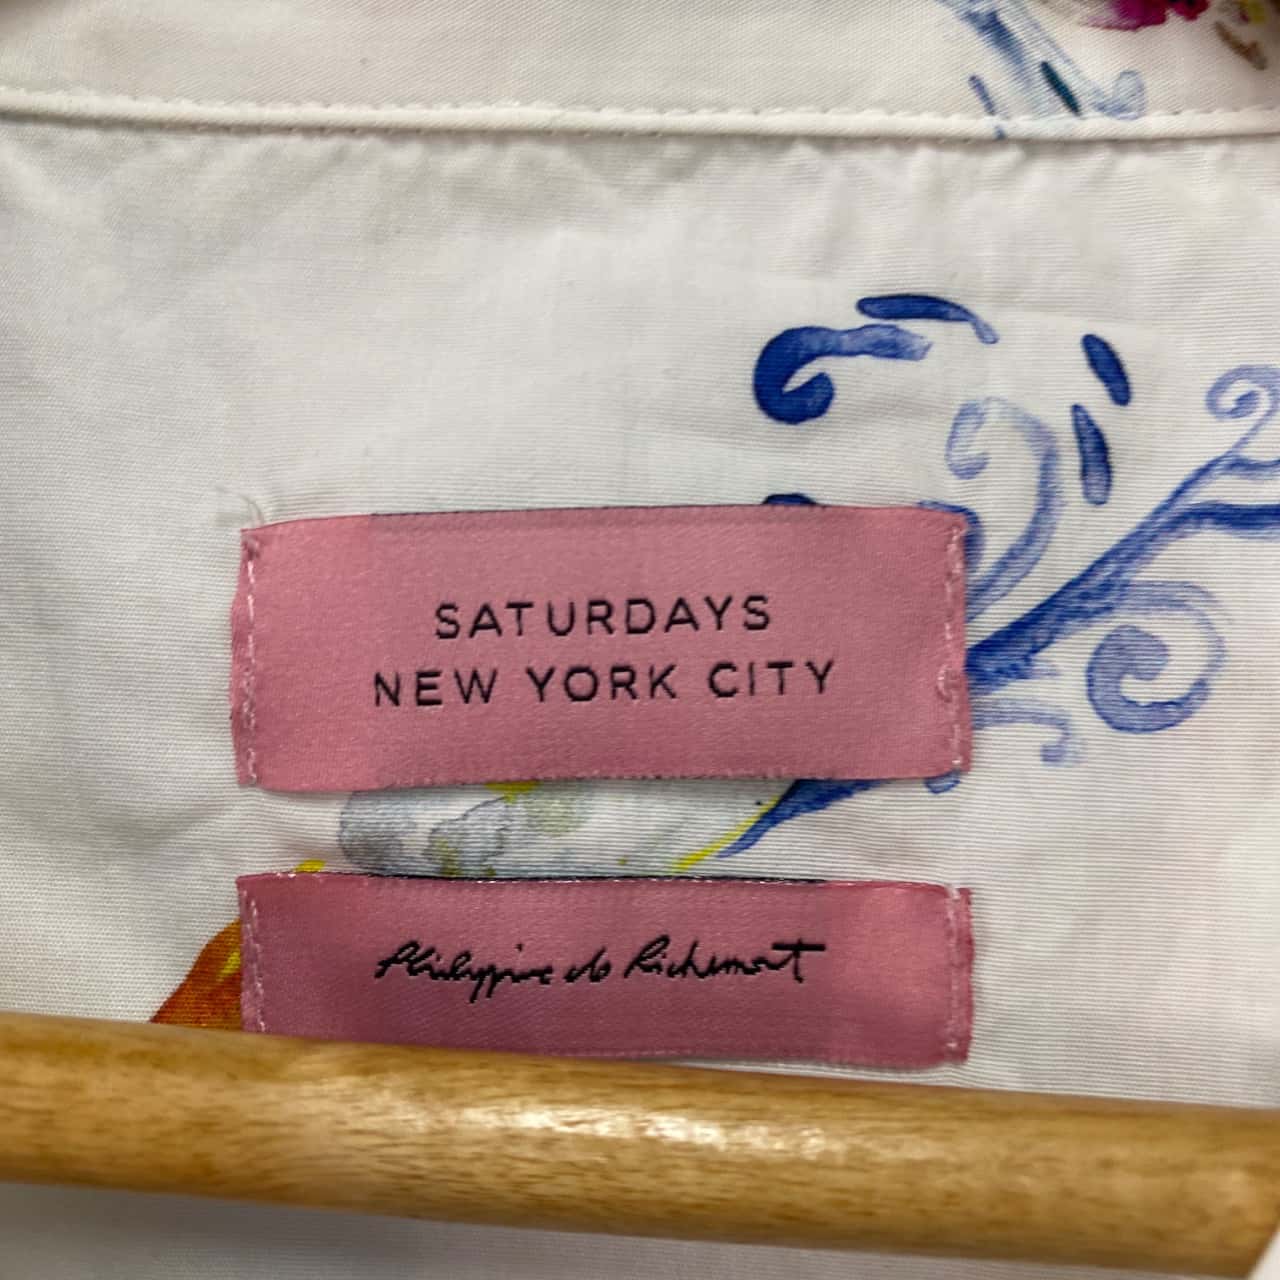 SATURDAYS
NEW YORK CITY
Philippine de Richemont